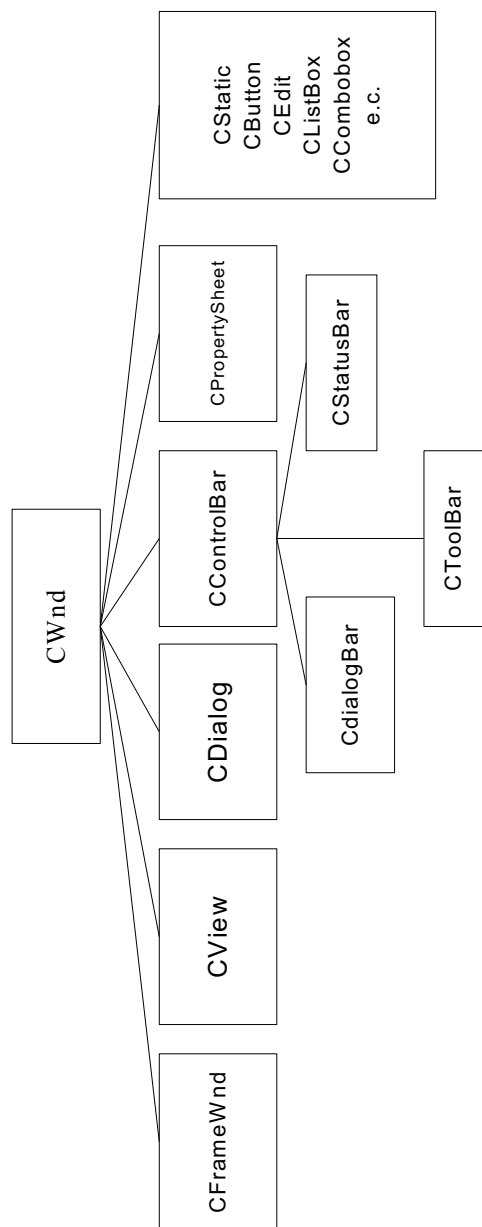 CWnd
CFrameWnd
CView
CDialog
CControlBar
CPropertySheet
CStatic
CButton
CEdit
CListBox
CCombobox
e.c.
CdialogBar
CToolBar
CStatusBar